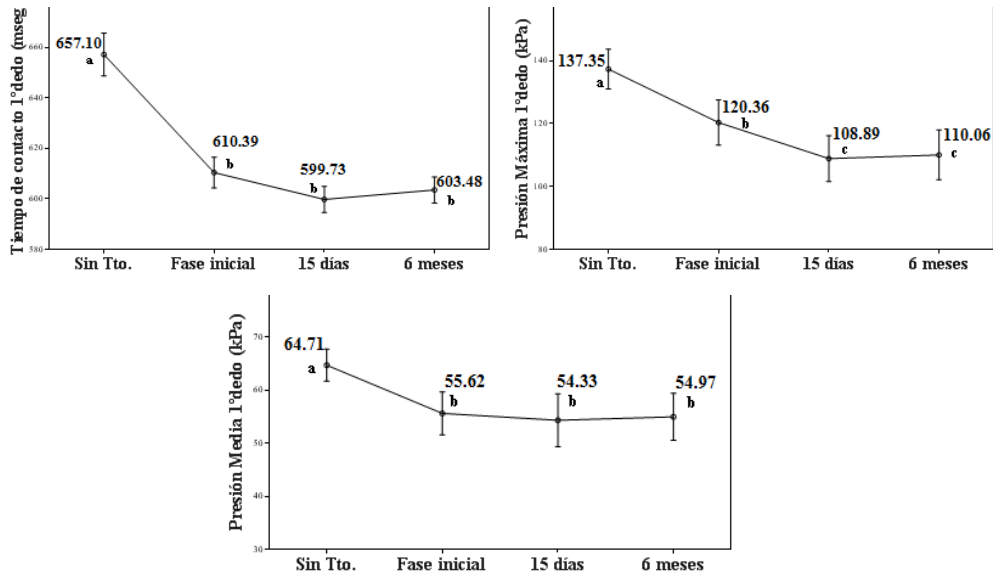 Tiempo de contacto 1°dedo (mseg)
660
640
620
600
580
657.10
a
610.39
b
599.73
b
603.48
b
Sin Tto. Fase inicial 15 días 6 meses
Presión Máxima 1°dedo (kPa)
140
120
100
80
137.35
a
120.36
b
108.89
c
110.06
c
Sin Tto. Fase inicial 15 días 6 meses
Presión Media 1°dedo (kPa)
70
60
50
40
30
64.71
a
55.62
b
54.33
b
54.97
b
Sin Tto. Fase inicial 15 días 6 meses